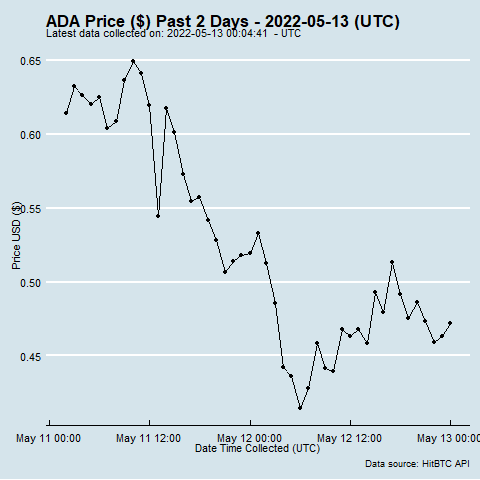 ADA Price ($) Past 2 Days - 2022-05-13 (UTC)
Latest data collected on: 2022-05-13 00:04:41 - UTC
Price USD ($)
0.65
0.60
0.55
0.50
0.45
May 11 00:00 May 11 12:00 May 12 00:00 May 12 12:00 May 13 00:00
Date Time Collected (UTC)
Data source: HitBTC API